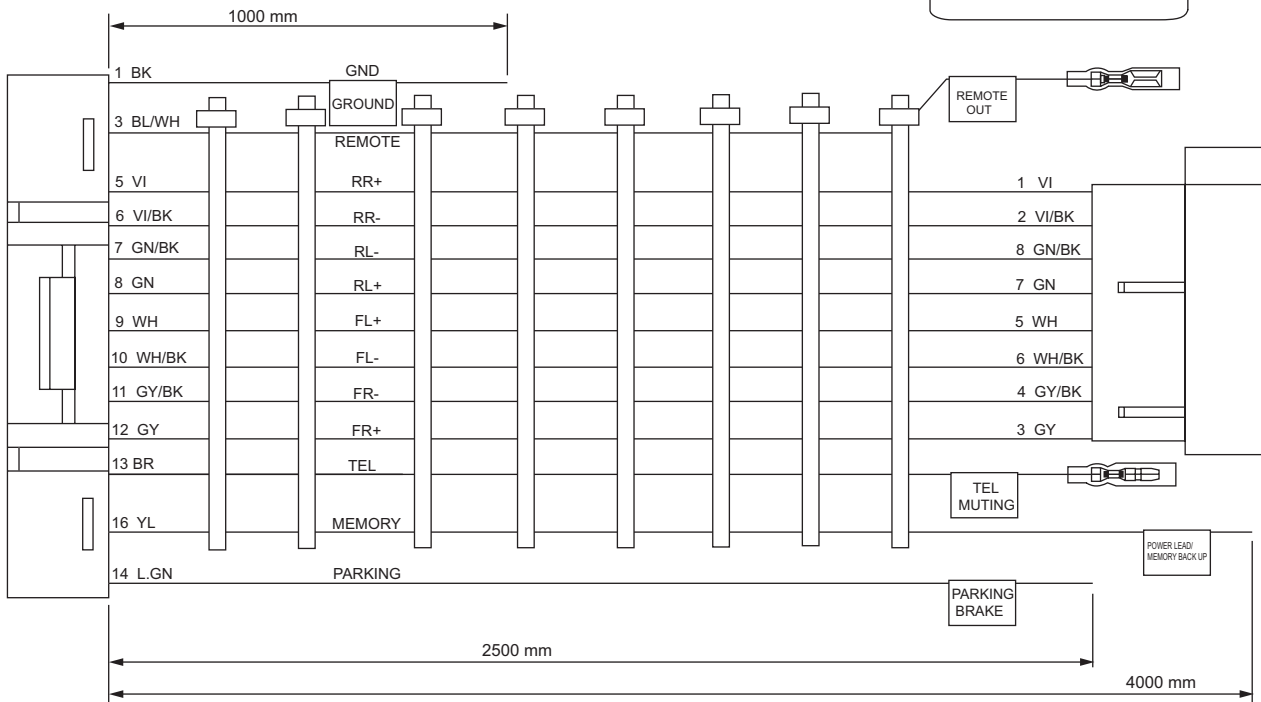 1000 mm
1 BK
GND
GROUND
REMOTE
OUT
3 BL/WH
REMOTE
5 VI
RR+
1 VI
6 VI/BK
RR-
2 VI/BK
7 GN/BK
RL-
8 GN/BK
8 GN
RL+
7 GN
9 WH
FL+
5 WH
10 WH/BK
FL-
6 WH/BK
11 GY/BK
FR-
4 GY/BK
12 GY
FR+
3 GY
13 BR
TEL
TEL
MUTING
16 YL
MEMORY
POWER LEAD/
MEMORY BACK UP
14 L.GN
PARKING
PARKING
BRAKE
2500 mm
4000 mm